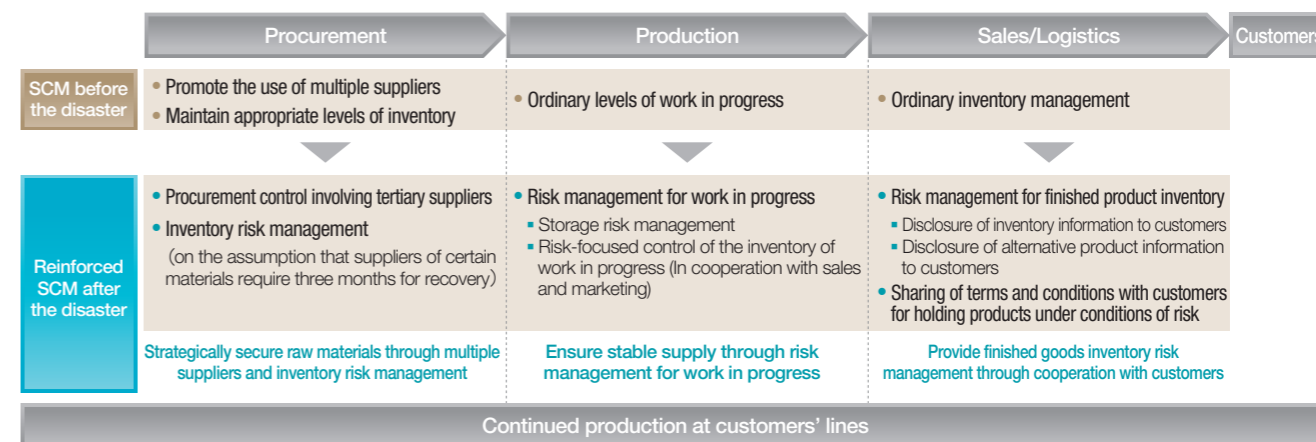 Procurement
Production
Sales/Logistics
Customers
SCM before
the disaster
• Promote the use of multiple suppliers
• Maintain appropriate levels of inventory
• Ordinary levels of work in progress
• Ordinary inventory management
Reinforced
SCM after
the disaster
• Procurement control involving tertiary suppliers
• Inventory risk management
(on the assumption that suppliers of certain
materials require three months for recovery)
Strategically secure raw materials through multiple
suppliers and inventory risk management
• Risk management for work in progress
▪ Storage risk management
▪ Risk-focused control of the inventory of
work in progress (In cooperation with sales
and marketing)
Ensure stable supply through risk
management for work in progress
• Risk management for finished product inventory
▪ Disclosure of inventory information to customers
▪ Disclosure of alternative product information
to customers
• Sharing of terms and conditions with customers
for holding products under conditions of risk
Provide finished goods inventory risk
management through cooperation with customers
Continued production at customers’ lines